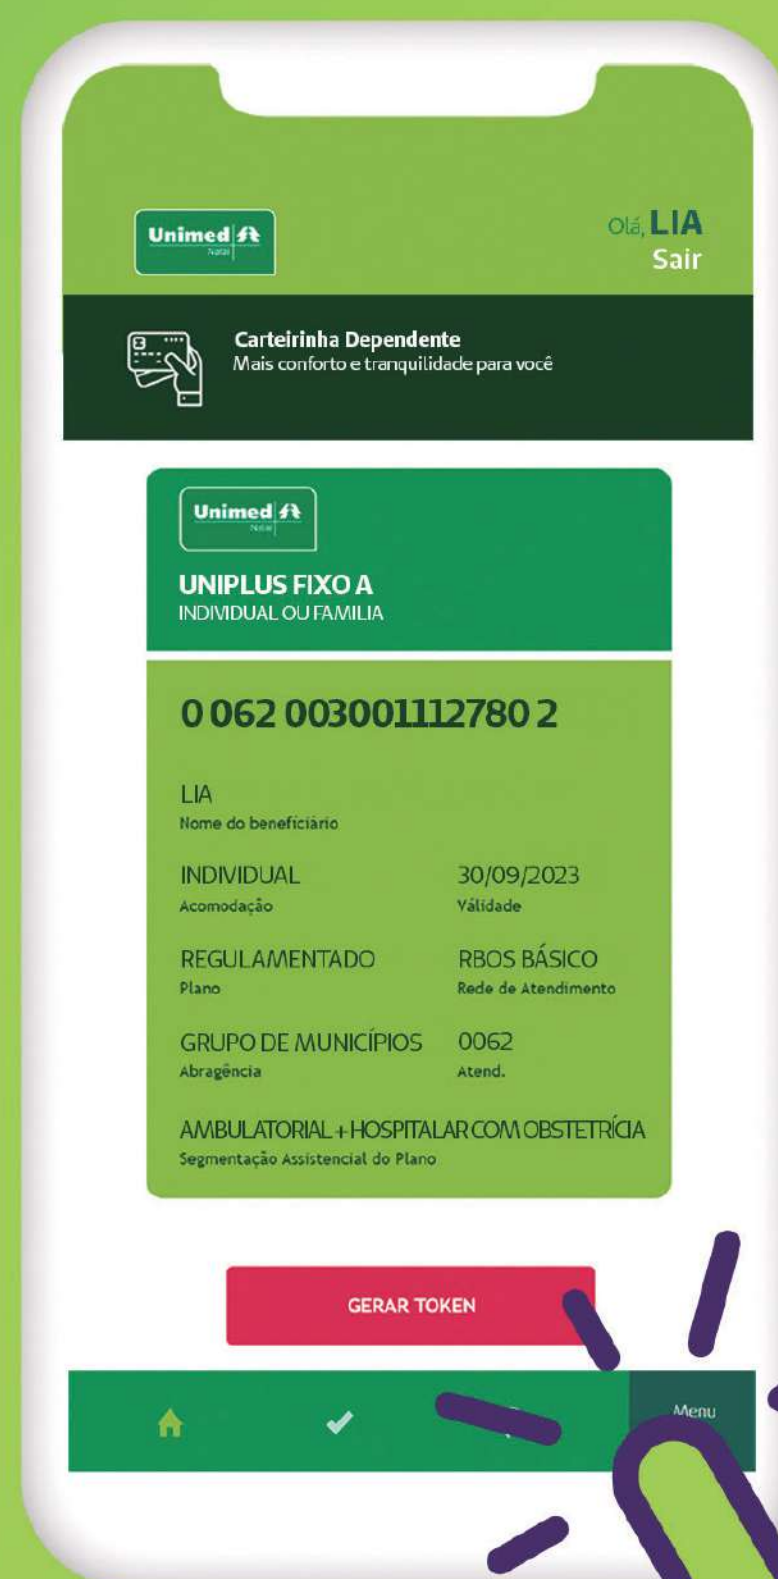 Unimed
Natal
Olá, LIA
Sair
Carteirinha Dependente
Mais conforto e tranquilidade para você
Unimed
Natal
UNIPLUS FIXO A
INDIVIDUAL OU FAMILIA
0 062 003001112780 2
LIA
Nome do beneficiário
INDIVIDUAL
Acomodação
30/09/2023
Válidade
REGULAMENTADO
Plano
RBOS BÁSICO
Rede de Atendimento
GRUPO DE MUNICÍPIOS
Abragência
0062
Atend.
AMBULATORIAL + HOSPITALAR COM OBSTETRÍCIA
Segmentação Assistencial do Plano
GERAR TOKEN
Menu